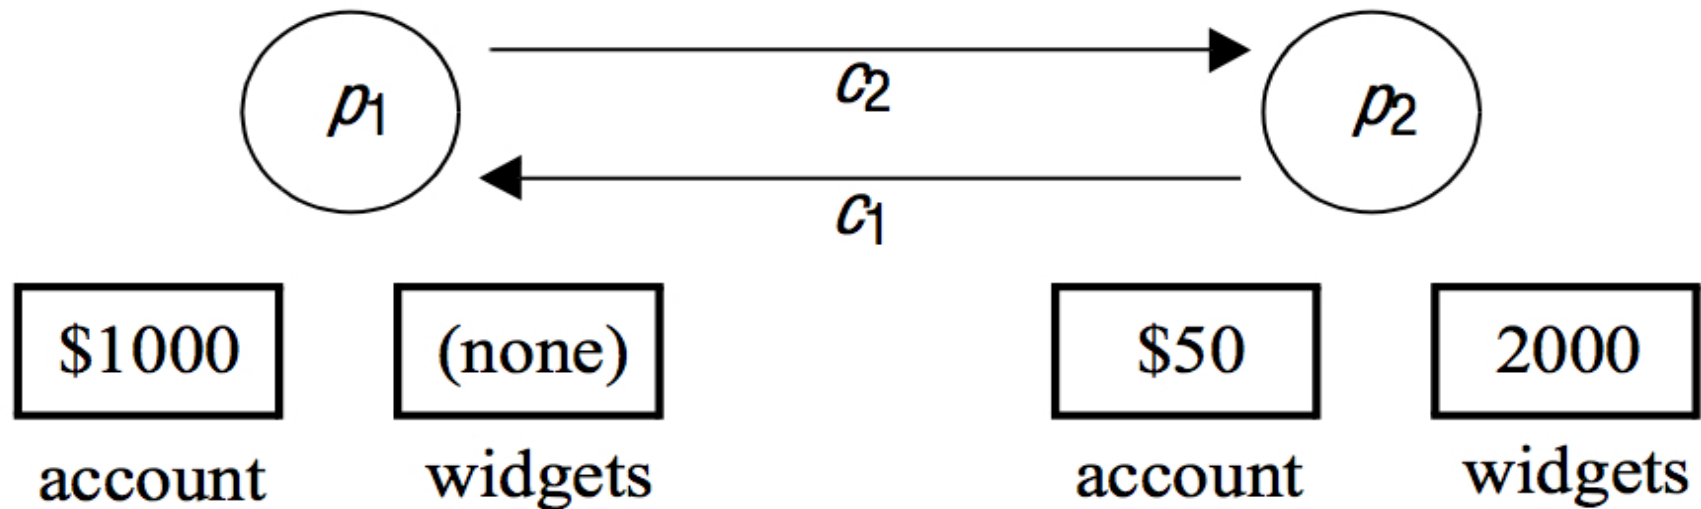 p1
c2
p2
c1
$1000
(none)
$50
2000
account
widgets
account
widgets